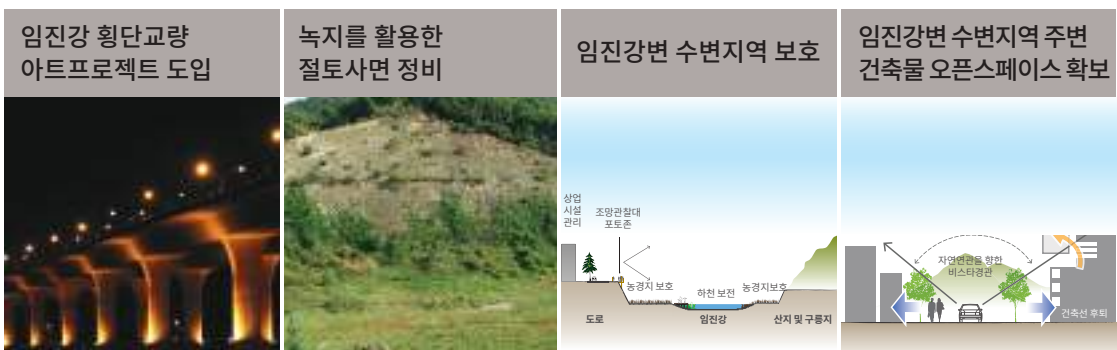 임진강 횡단교량
아트프로젝트 도입
녹지를 활용한
절토사면 정비
임진강변 수변지역 보호
임진강변 수변지역 주변
건축물 오픈스페이스 확보
상업
시설
관리
조망관찰대
포토존
농경지 보호
하천 보전
농경지보호
도로
임진강
산지 및 구릉지
자연연관을 향한
비스타경관
건축선 후퇴